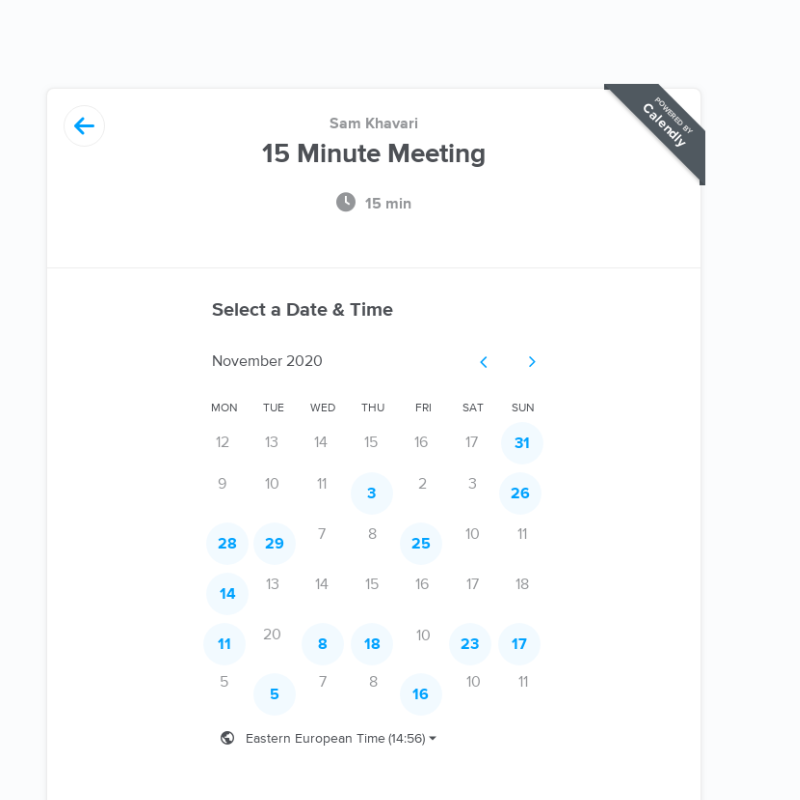 POWERED BY
Calendly
Sam Khavari
15 Minute Meeting
15 min
Select a Date & Time
November 2020
MON TUE WED THU FRI SAT SUN
12 13 14 15 16 17 31
9 10 11 3 2 3 26
28 29 7 8 25 10 11
14 13 14 15 16 17 18
11 20 8 18 10 23 17
5 5 7 8 16 10 11
Eastern European Time (14:56)